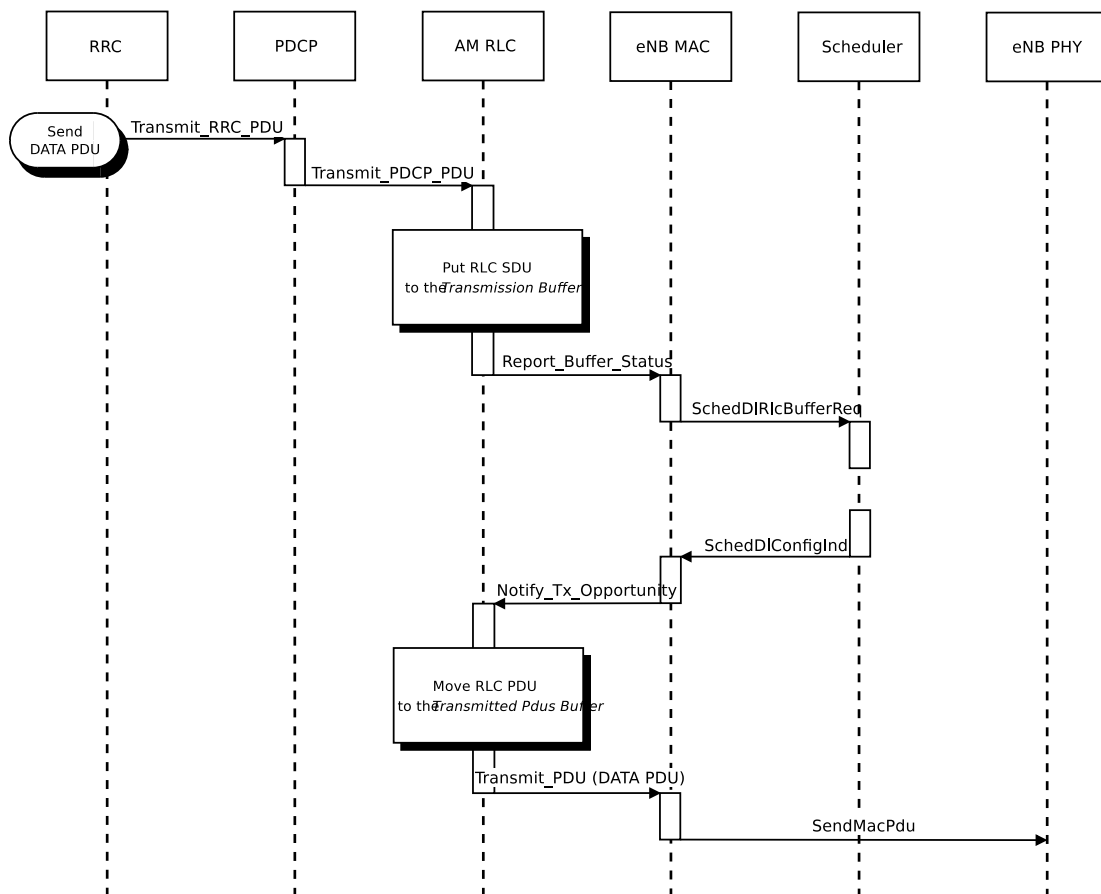 RRC
PDCP
AM RLC
eNB MAC
Scheduler
eNB PHY
Send
DATA PDU
Transmit_RRC_PDU
Transmit_PDCP_PDU
Put RLC SDU
to the Transmission Buffer
Report_Buffer_Status
SchedDlRlcBufferReq
SchedDlConfigInd
Notify_Tx_Opportunity
Move RLC PDU
to the Transmitted Pdus Buffer
Transmit_PDU (DATA PDU)
SendMacPdu